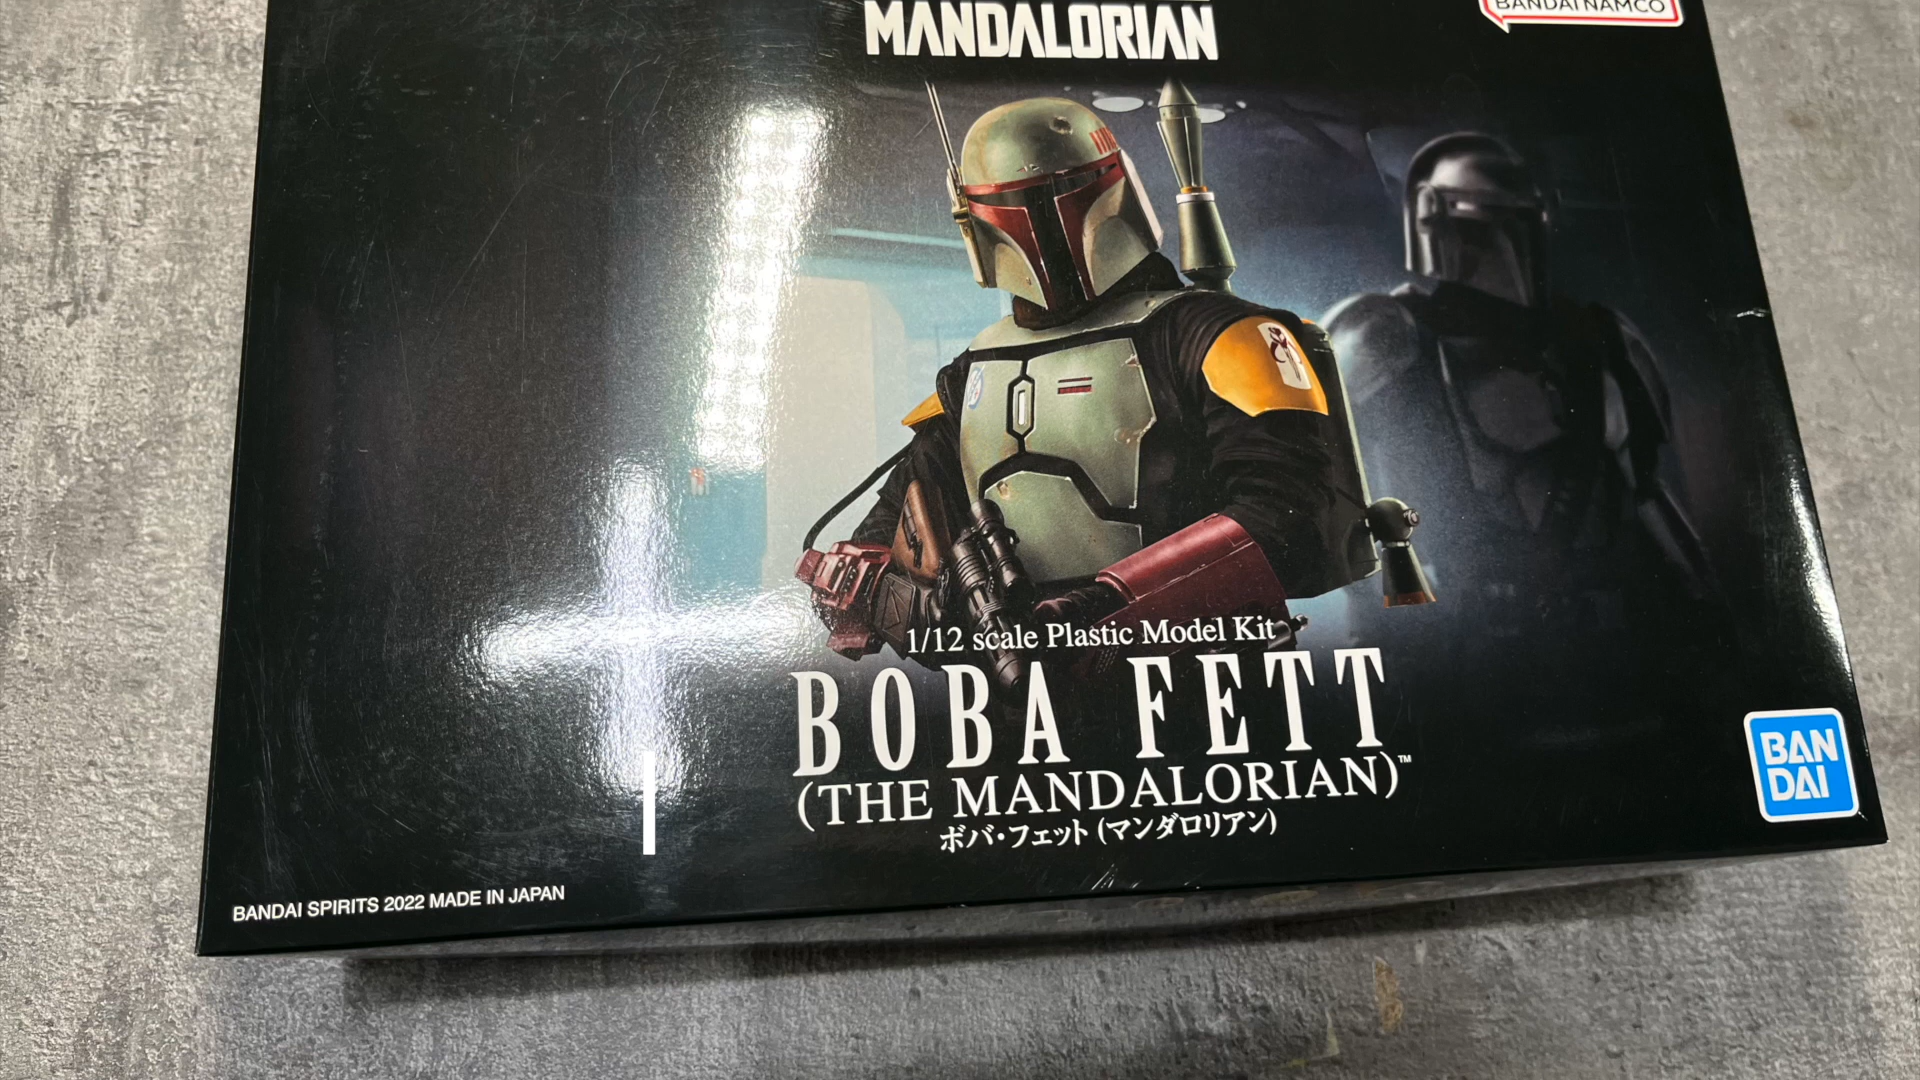 MANDALORIAN
BANDAI NAMCO
1/12 scale Plastic Model Kit
BOBA FETT
(THE MANDALORIAN)™
ボバ・フェット (マンダロリアン)
BAN
DAI
BANDAI SPIRITS 2022 MADE IN JAPAN